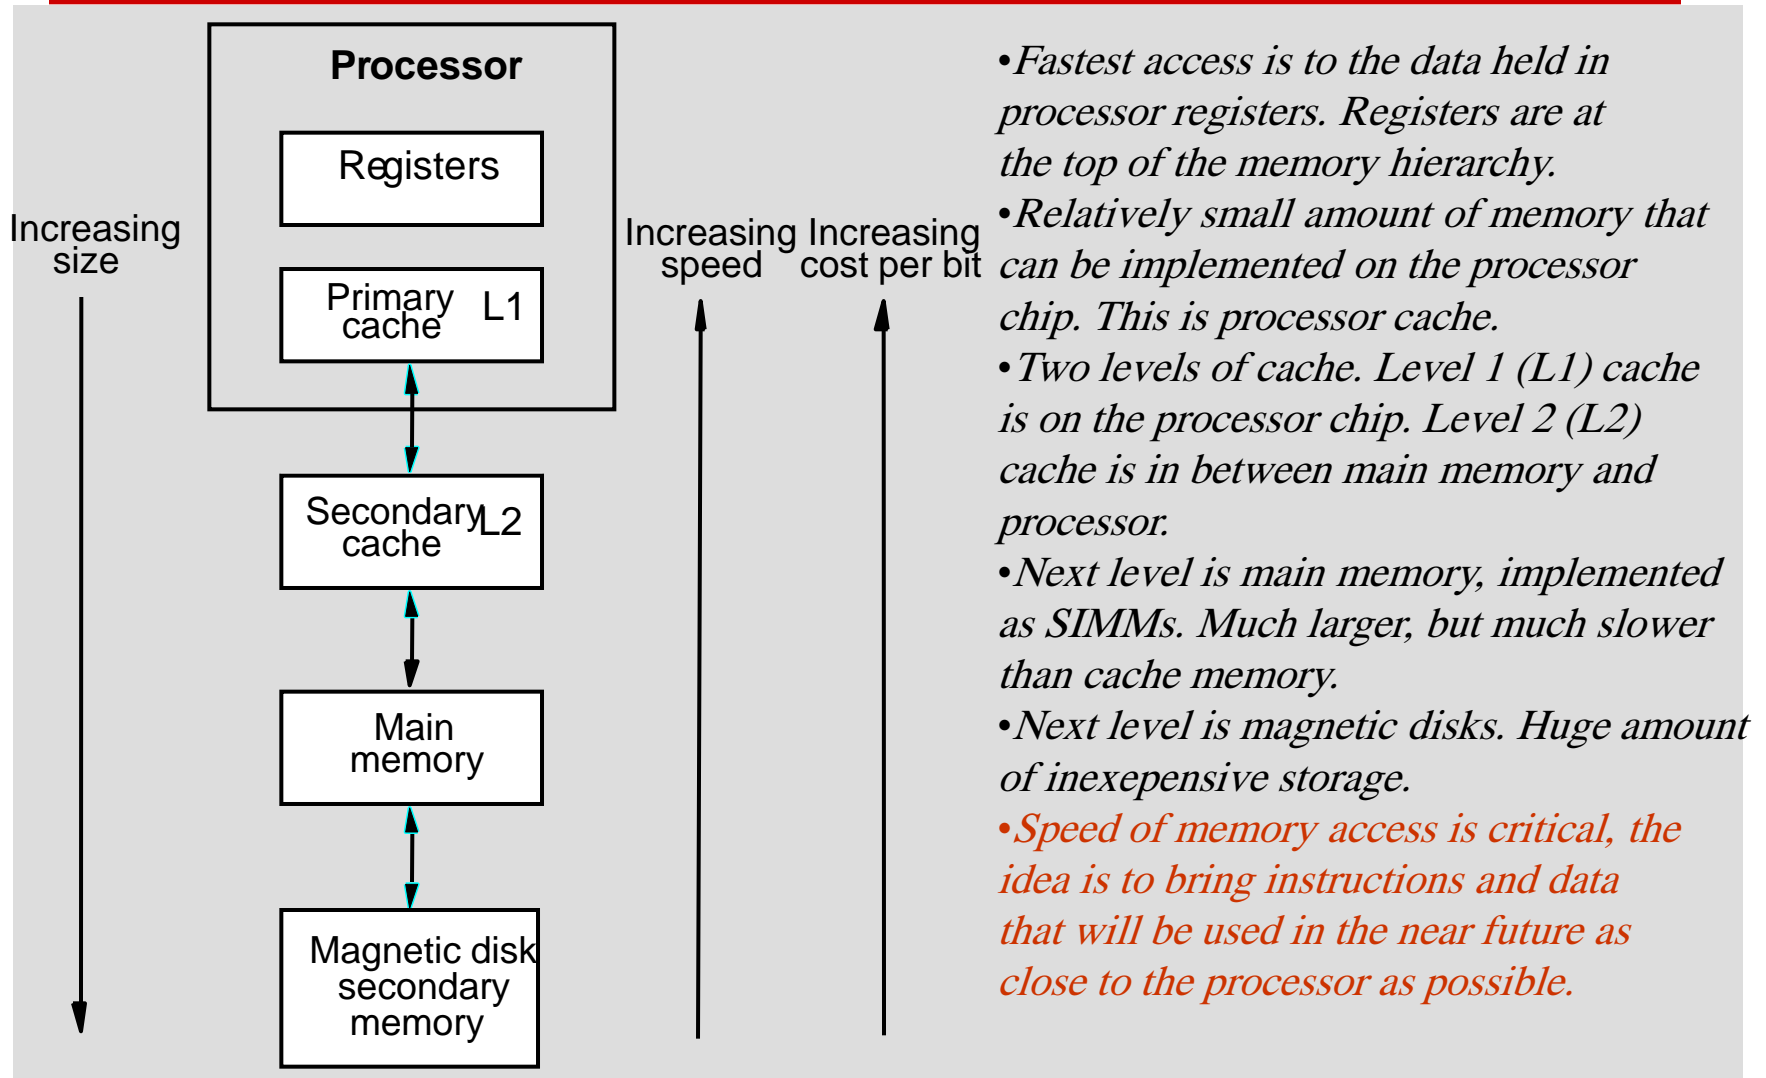 Processor
Registers
Increasing
size
Primary
cache
L1
Increasing
speed
Increasing
cost per bit
Secondary
cache
L2
Main
memory
Magnetic disk
secondary
memory
•Fastest access is to the data held in
processor registers. Registers are at
the top of the memory hierarchy.
•Relatively small amount of memory that
can be implemented on the processor
chip. This is processor cache.
•Two levels of cache. Level 1 (L1) cache
is on the processor chip. Level 2 (L2)
cache is in between main memory and
processor.
•Next level is main memory, implemented
as SIMMs. Much larger, but much slower
than cache memory.
•Next level is magnetic disks. Huge amount
of inexepensive storage.
•Speed of memory access is critical, the
idea is to bring instructions and data
that will be used in the near future as
close to the processor as possible.